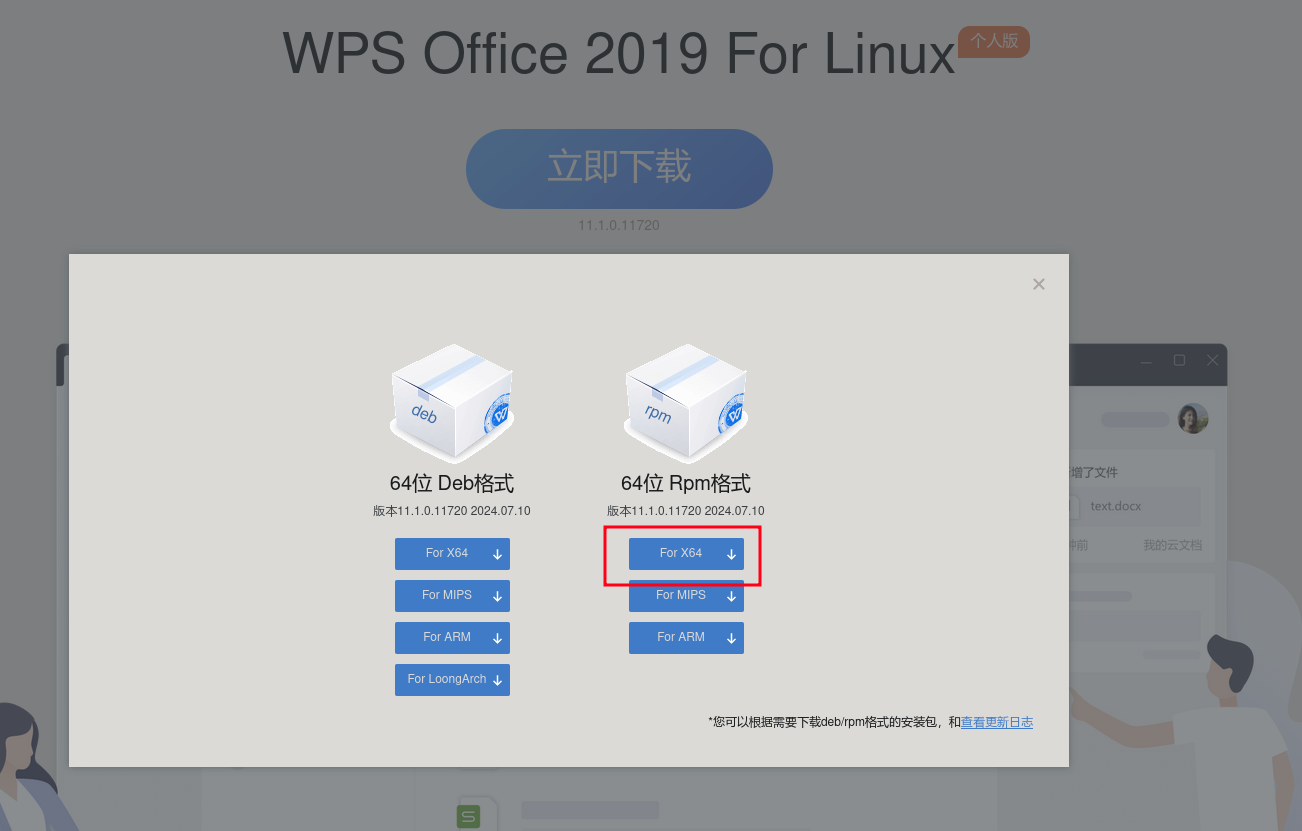 WPS Office 2019 For Linux 个人版
立即下载
11.1.0.11720
deb
rpm
64位 Deb格式
64位 Rpm格式
版本11.1.0.11720 2024.07.10
版本11.1.0.11720 2024.07.10
For X64
For X64
For MIPS
For MIPS
For ARM
For ARM
For LoongArch
*您可以根据需要下载deb/rpm格式的安装包，和查看更新日志
增了文件
text.docx
钟前
我的云文档
S